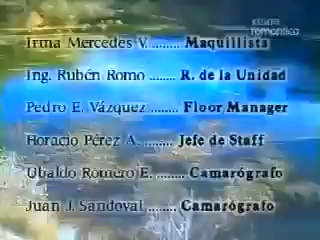 romantica
Irma Mercedes V. ........ Maquillista
Ing. Rubén Romo ....... R. de la Unidad
Pedro E. Vázquez ........ Floor Manager
Horacio Pérez A. ........ Jefe de Staff
Ubaldo Romero E. ........ Camarógrafo
Juan J. Sandoval ........ Camarógrafo